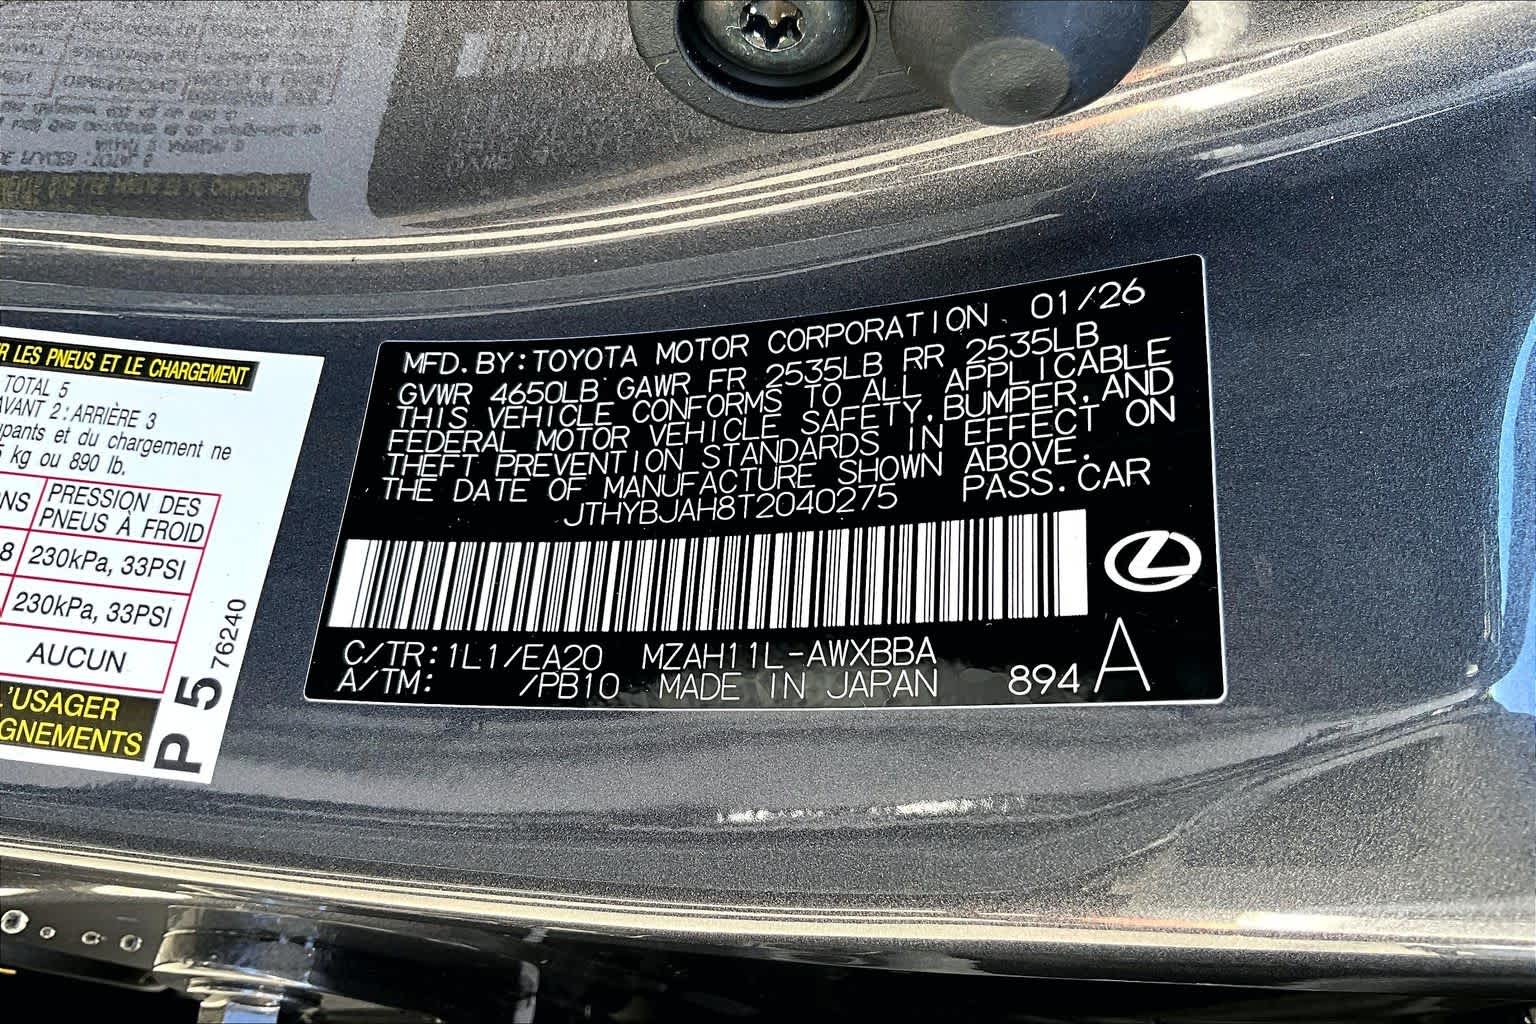 R LES PNEUS ET LE CHARGEMENT
TOTAL 5
AVANT 2 : ARRIÈRE 3
upants et du chargement ne
5 kg ou 890 lb.
NS PRESSION DES
PNEUS À FROID
8 230kPa, 33PSI
230kPa, 33PSI
AUCUN
L'USAGER
GNEMENTS
P 5 76240
MFD. BY: TOYOTA MOTOR CORPORATION 01/26
GVWR 4650LB GAWR FR 2535LB RR 2535LB
THIS VEHICLE CONFORMS TO ALL APPLICABLE
FEDERAL MOTOR VEHICLE SAFETY, BUMPER, AND
THEFT PREVENTION STANDARDS IN EFFECT ON
THE DATE OF MANUFACTURE SHOWN ABOVE.
JTHYBJAH8T2040275 PASS. CAR
C/TR: 1L1/EA20 MZAH11L-AWXBBA
A/TM: /PB10 MADE IN JAPAN 894 A